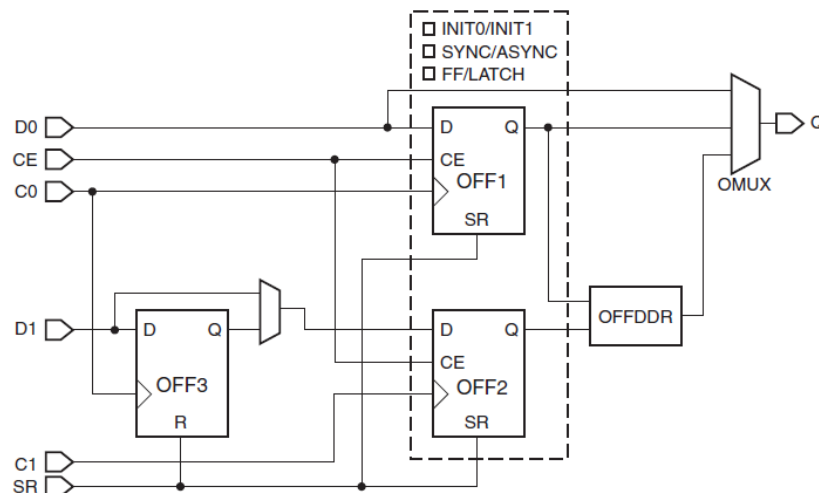 INIT0/INIT1
SYNC/ASYNC
FF/LATCH
D0
D
Q
Q
CE
CE
C0
OFF1
OMUX
SR
D1
D
Q
D
Q
OFFDDR
CE
OFF3
OFF2
R
SR
C1
SR